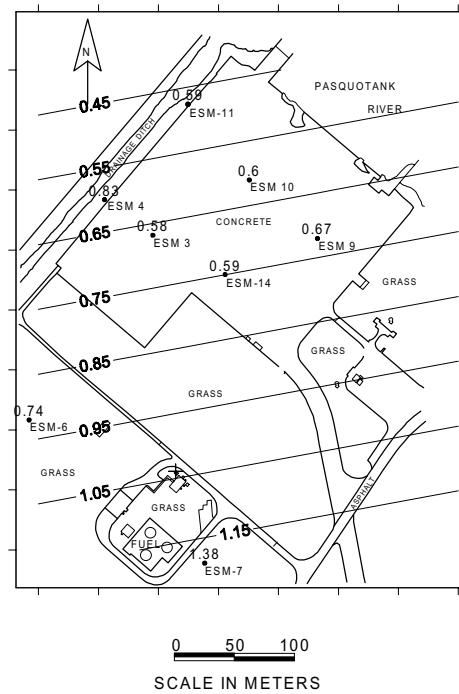 N
PASQUOTANK
RIVER
0.45
0.59
ESM-11
DRAINAGE DITCH
0.55
0.6
ESM 10
0.83
ESM 4
0.65
0.58
ESM 3
CONCRETE
0.67
ESM 9
0.59
ESM-14
GRASS
0.75
GRASS
0.85
GRASS
0.74
ESM-6
0.95
GRASS
1.05
ASPHALT
GRASS
1.15
FUEL
1.38
ESM-7
0 50 100
SCALE IN METERS